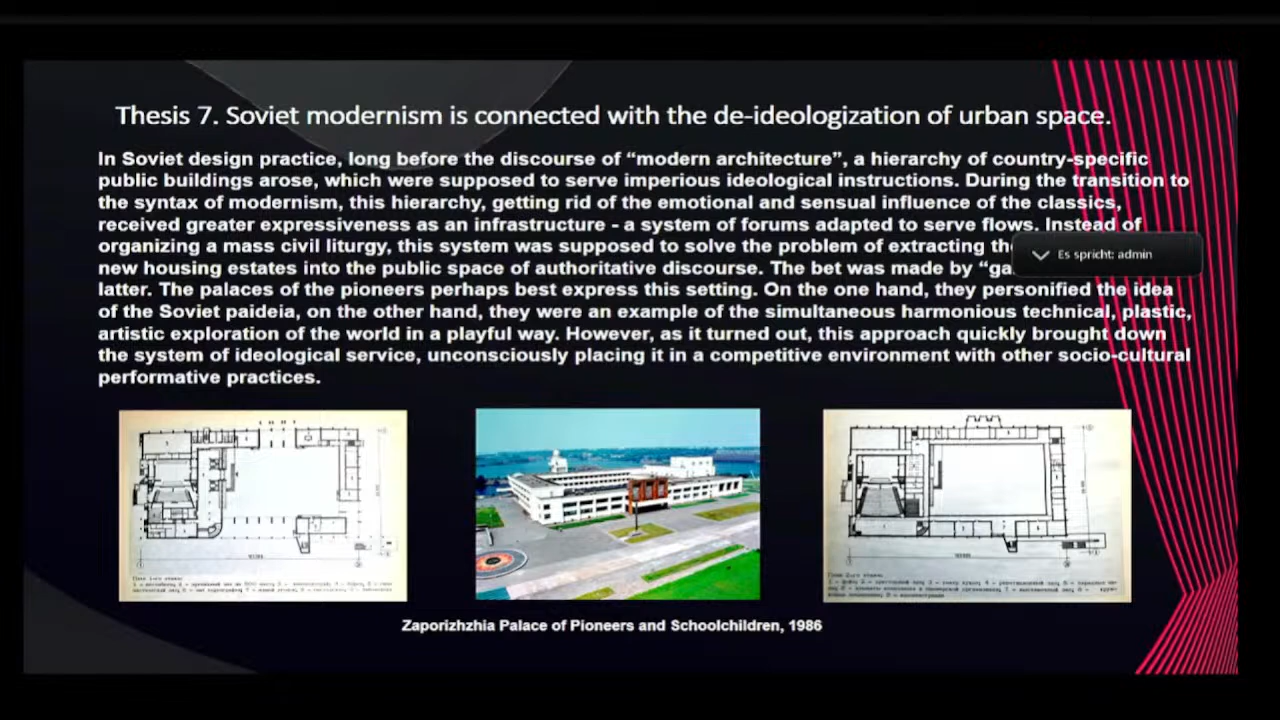 Thesis 7. Soviet modernism is connected with the de-ideologization of urban space.
In Soviet design practice, long before the discourse of “modern architecture”, a hierarchy of country-specific
public buildings arose, which were supposed to serve imperious ideological instructions. During the transition to
the syntax of modernism, this hierarchy, getting rid of the emotional and sensual influence of the classics,
received greater expressiveness as an infrastructure - a system of forums adapted to serve flows. Instead of
organizing a mass civil liturgy, this system was supposed to solve the problem of extracting
Es spricht: admin
new housing estates into the public space of authoritative discourse. The bet was made by
latter. The palaces of the pioneers perhaps best express this setting. On the one hand, they personified the idea
of the Soviet paideia, on the other hand, they were an example of the simultaneous harmonious technical, plastic,
artistic exploration of the world in a playful way. However, as it turned out, this approach quickly brought down
the system of ideological service, unconsciously placing it in a competitive environment with other socio-cultural
performative practices.
Zaporizhzhia Palace of Pioneers and Schoolchildren, 1986